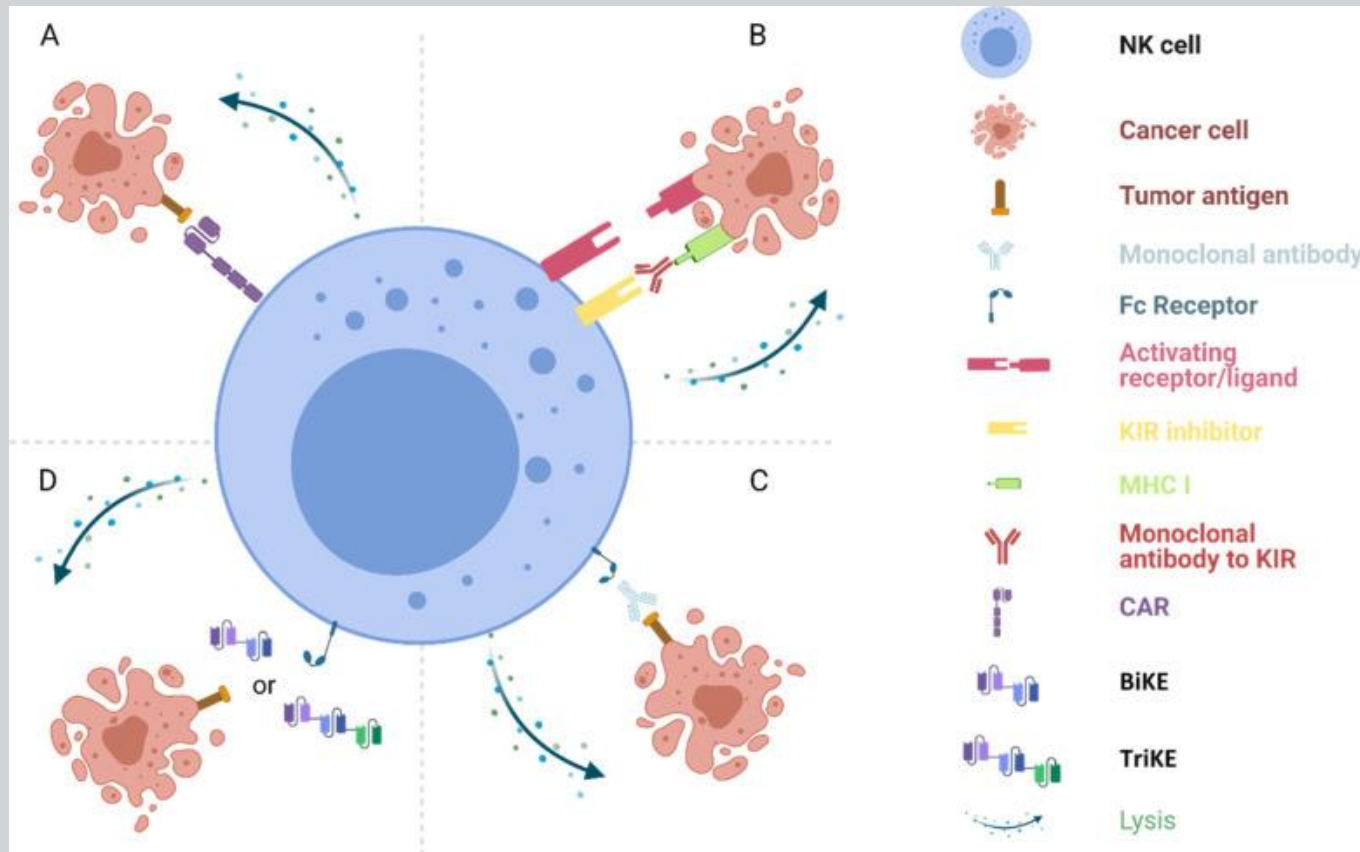 A
B
NK cell
Cancer cell
Tumor antigen
Monoclonal antibody
Fc Receptor
Activating
receptor/ligand
KIR inhibitor
MHC I
D
C
Monoclonal
antibody to KIR
CAR
or
BiKE
TriKE
Lysis